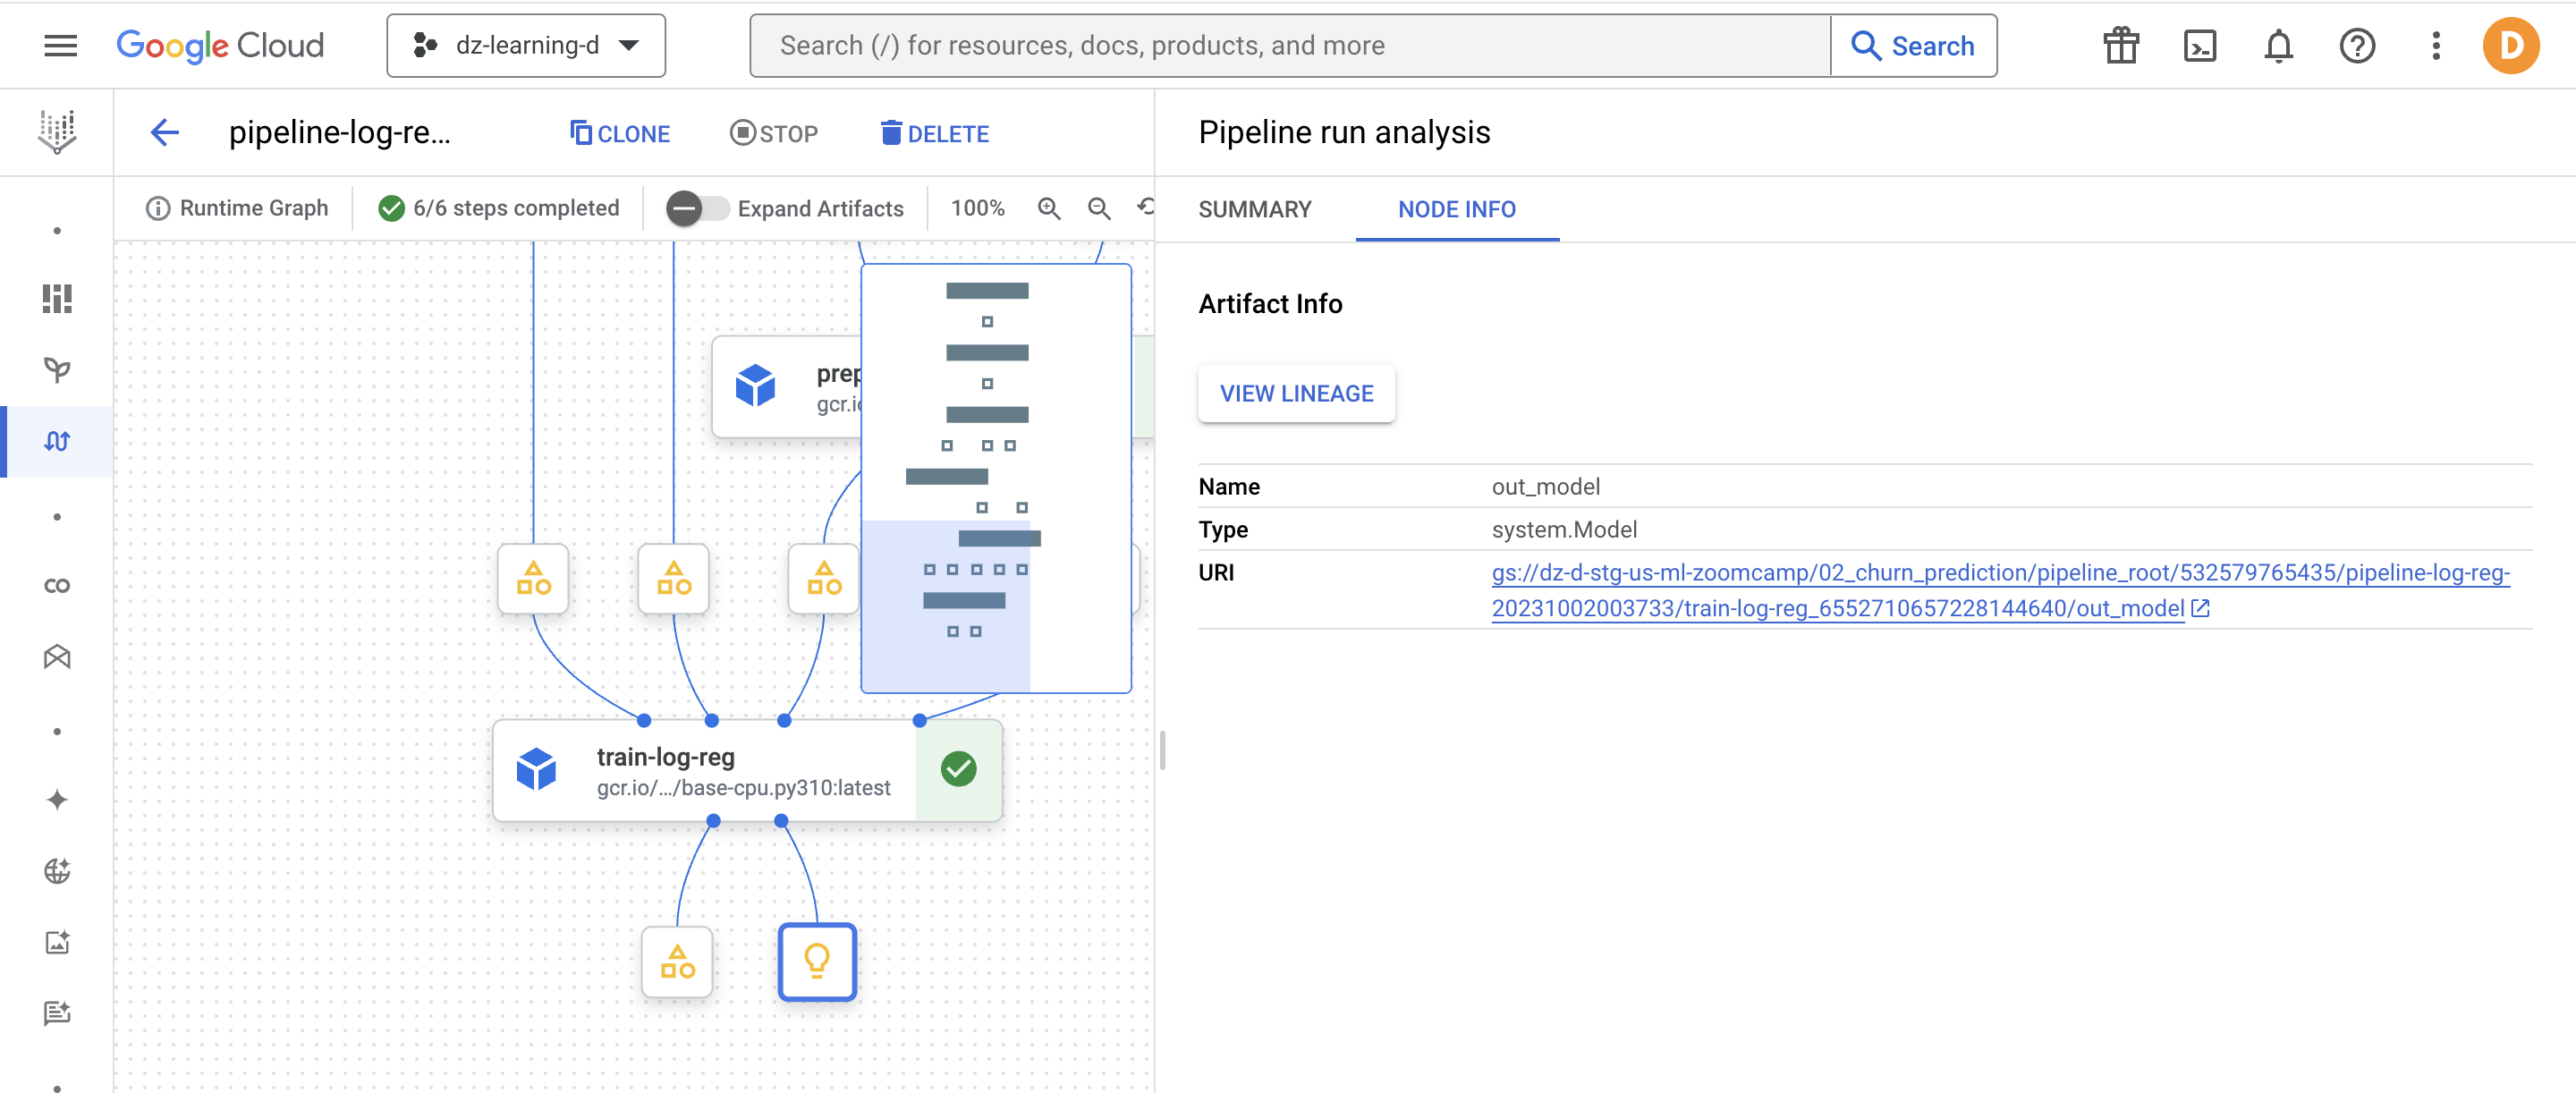 Google Cloud
dz-learning-d
Search (/) for resources, docs, products, and more
Search
D
pipeline-log-re...
CLONE
STOP
DELETE
Pipeline run analysis
Runtime Graph
6/6 steps completed
Expand Artifacts
100%
SUMMARY
NODE INFO
Artifact Info
VIEW LINEAGE
Name
out_model
Type
system.Model
URI
gs://dz-d-stg-us-ml-zoomcamp/02_churn_prediction/pipeline_root/532579765435/pipeline-log-reg-
20231002003733/train-log-reg_6552710657228144640/out_model
prep
gcr.io
train-log-reg
gcr.io/.../base-cpu.py310:latest